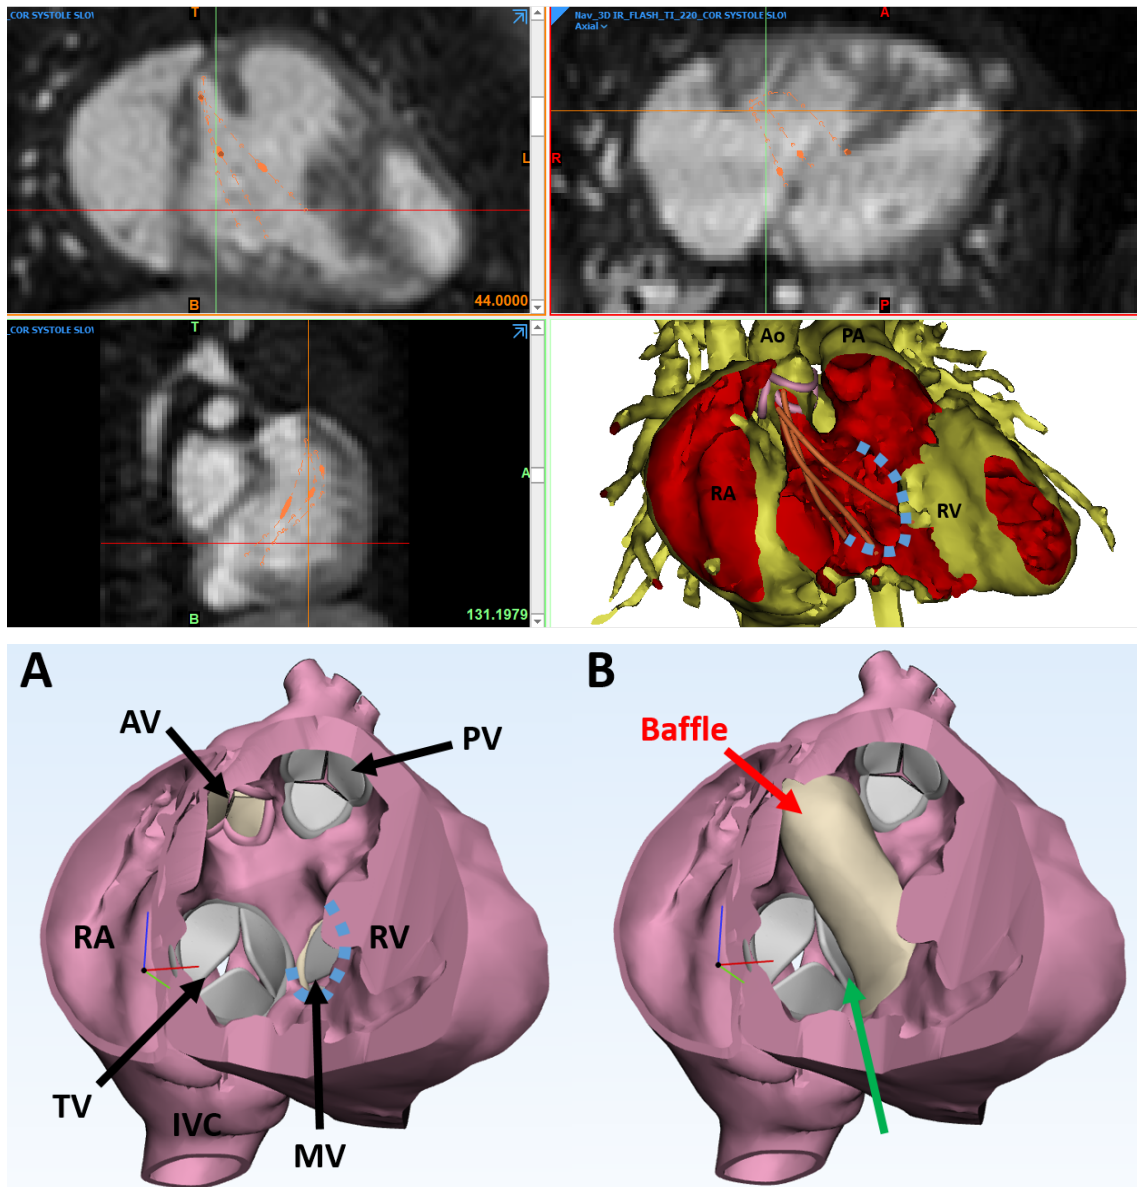 _COR SYSTOLE SLO\
T
L
B
44.0000
Nav_3D IR_FLASH_TI_220_COR SYSTOLE SLO\
Axial
A
R
P
_COR SYSTOLE SLO\
T
A
B
131.1979
Ao
PA
RA
RV
A
AV
PV
RA
RV
TV
IVC
MV
B
Baffle